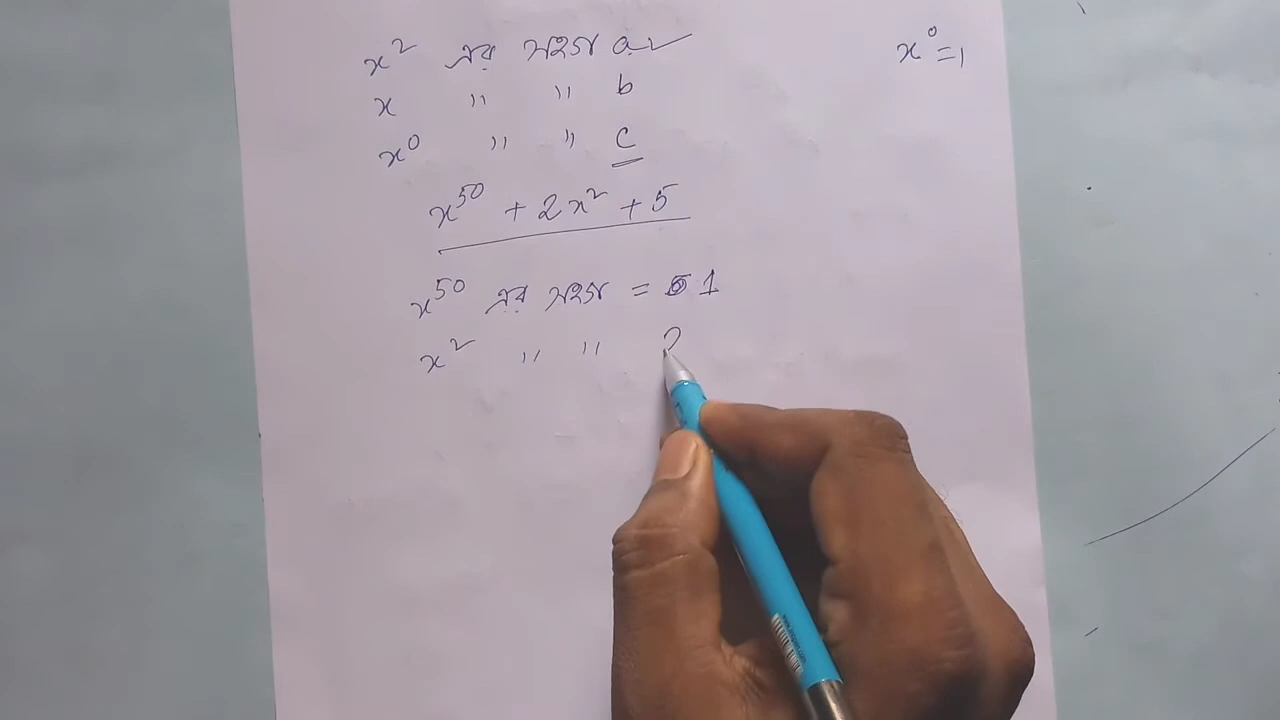 x² এর সহগ a ✓
x⁰ = 1
x " " b
x⁰ " " c
x⁵⁰ + 2x² + 5
x⁵⁰ এর সহগ = 1
x² " " 2